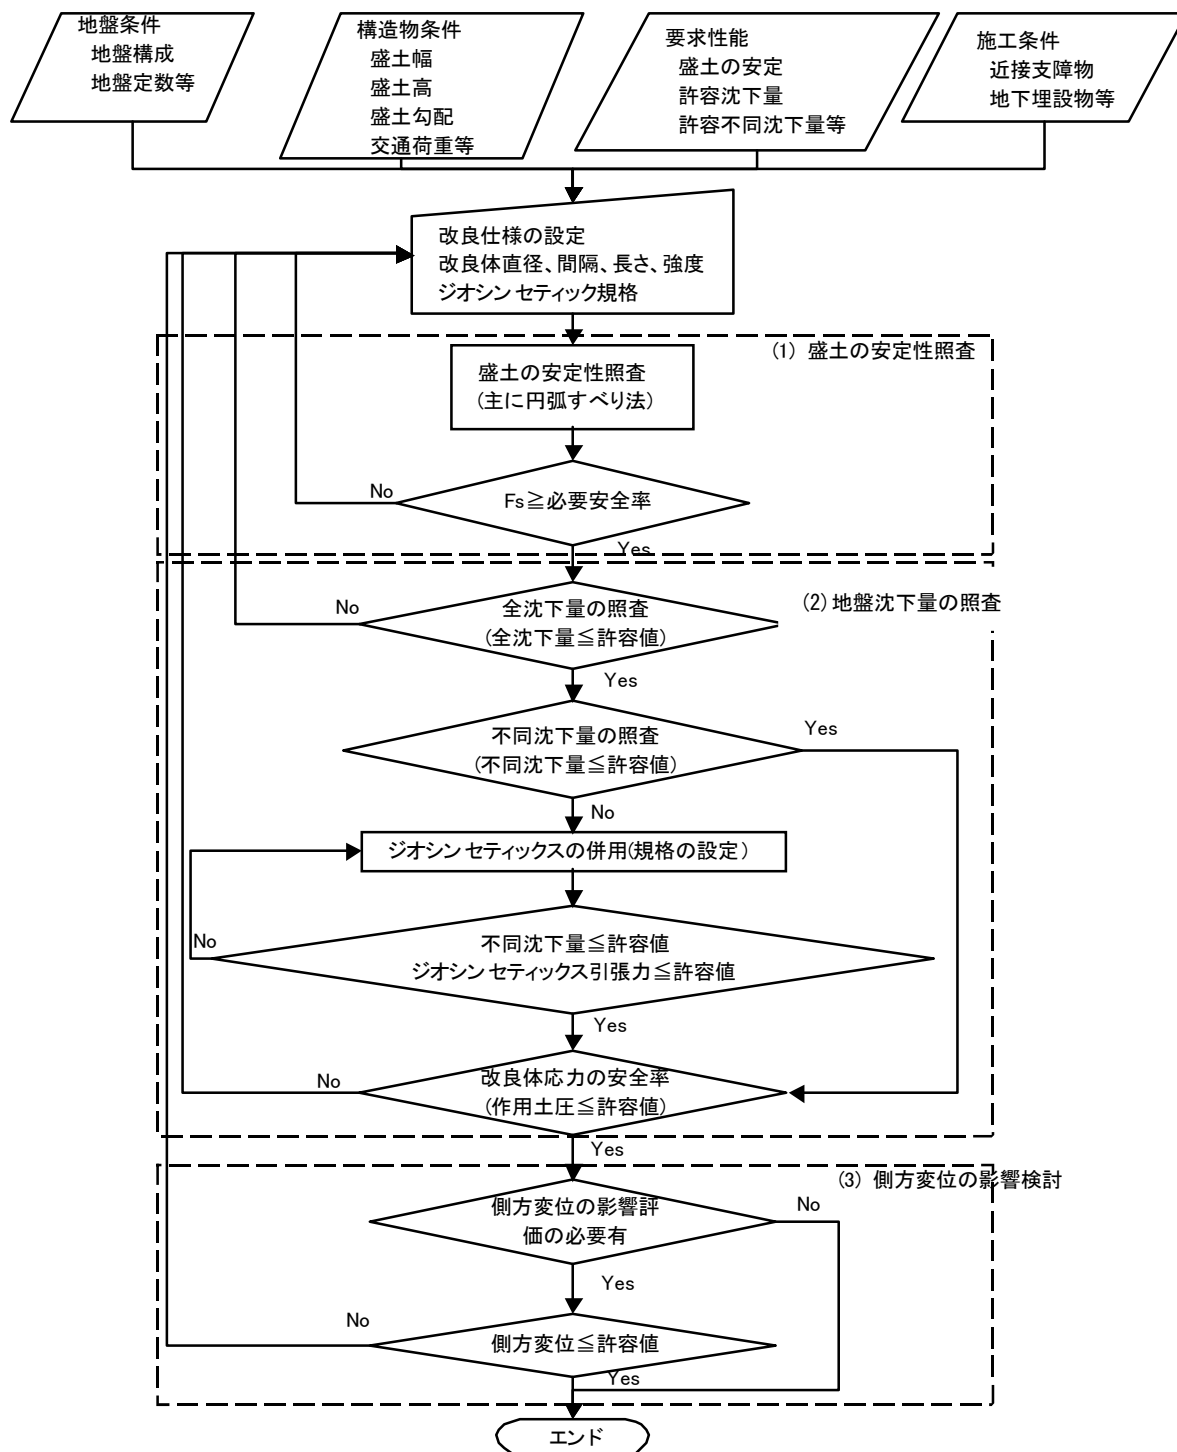 地盤条件
地盤構成
地盤定数等
構造物条件
盛土幅
盛土高
盛土勾配
交通荷重等
要求性能
盛土の安定
許容沈下量
許容不同沈下量等
施工条件
近接支障物
地下埋設物等
改良仕様の設定
改良体直径、間隔、長さ、強度
ジオシンセティック規格
(1) 盛土の安定性照査
盛土の安定性照査
(主に円弧すべり法)
No
Fs≧必要安全率
Yes
(2)地盤沈下量の照査
No
全沈下量の照査
(全沈下量≦許容値)
Yes
不同沈下量の照査
(不同沈下量≦許容値)
Yes
No
ジオシンセティックスの併用(規格の設定)
No
不同沈下量≦許容値
ジオシンセティックス引張力≦許容値
Yes
No
改良体応力の安全率
(作用土圧≦許容値)
Yes
(3) 側方変位の影響検討
側方変位の影響評
価の必要有
No
Yes
No
側方変位≦許容値
Yes
エンド